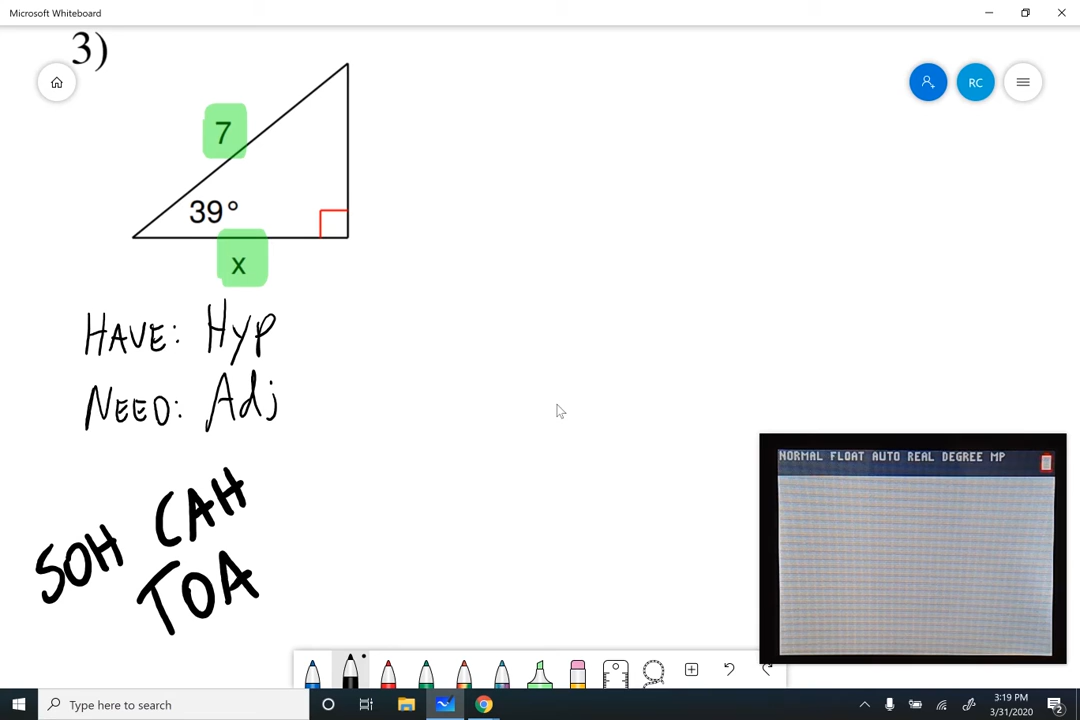 Microsoft Whiteboard
3)
RC
7
39°
x
HAVE: Hyp
NEED: Adj
SOH CAH
TOA
NORMAL FLOAT AUTO REAL DEGREE MP
Type here to search
3:19 PM
3/31/2020
2